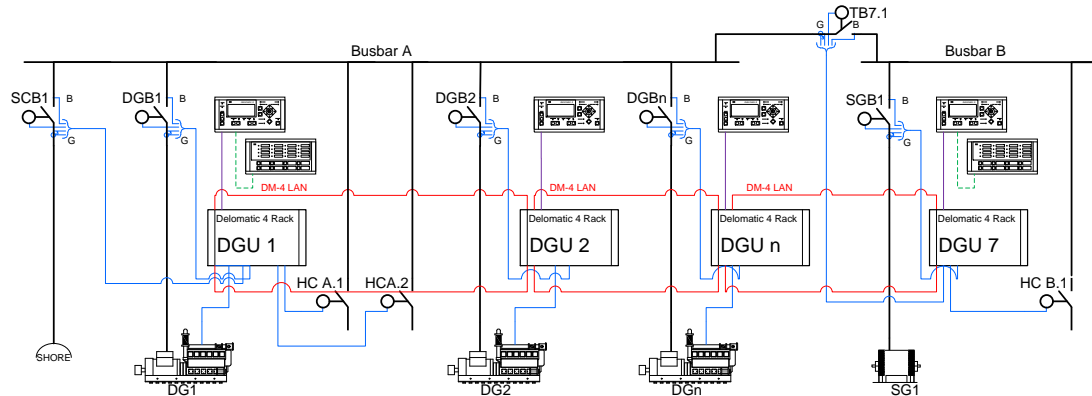 TB7.1
G
B
Busbar A
Busbar B
SCB1
B
G
DGB1
B
G
DGB2
B
G
DGBn
B
G
SGB1
B
G
DM-4 LAN
DM-4 LAN
DM-4 LAN
Delomatic 4 Rack
DGU 1
Delomatic 4 Rack
DGU 2
Delomatic 4 Rack
DGU n
Delomatic 4 Rack
DGU 7
HC A.1
HCA.2
HC B.1
SHORE
DG1
DG2
DGn
SG1